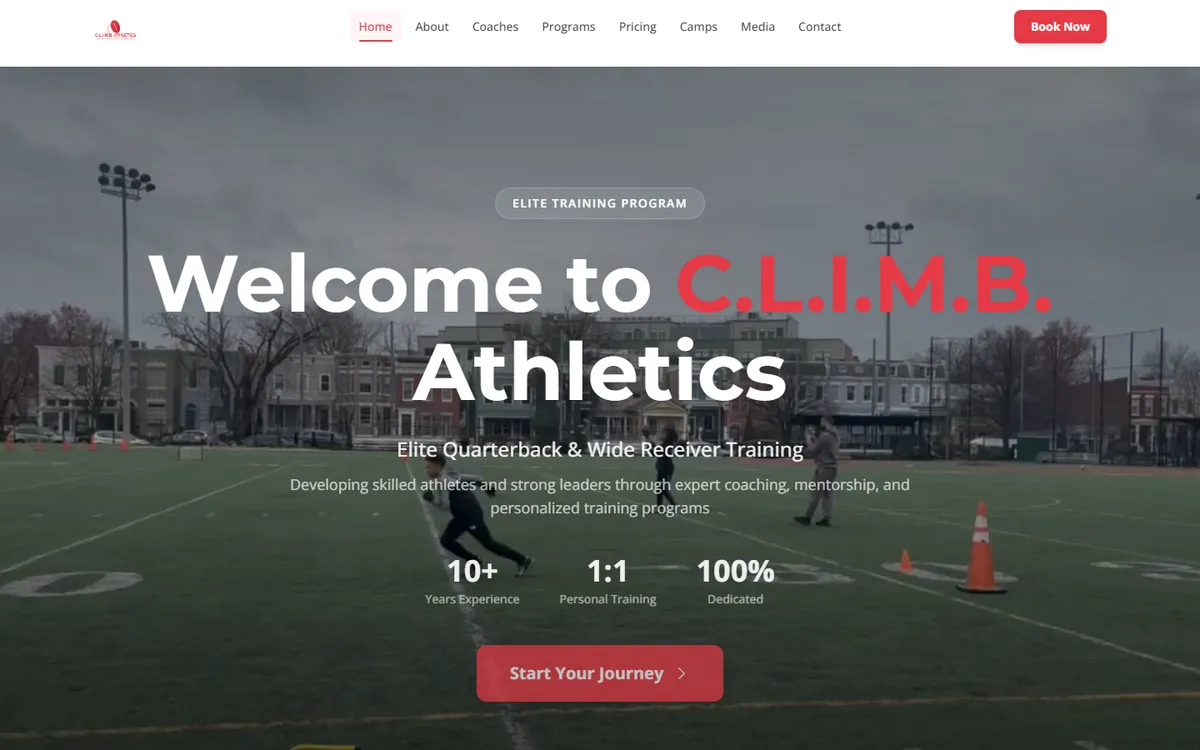 C.L.I.M.B. ATHLETICS
Home About Coaches Programs Pricing Camps Media Contact
Book Now
ELITE TRAINING PROGRAM
Welcome to C.L.I.M.B.
Athletics
Elite Quarterback & Wide Receiver Training
Developing skilled athletes and strong leaders through expert coaching, mentorship, and
personalized training programs
10+ 1:1 100%
Years Experience Personal Training Dedicated
Start Your Journey